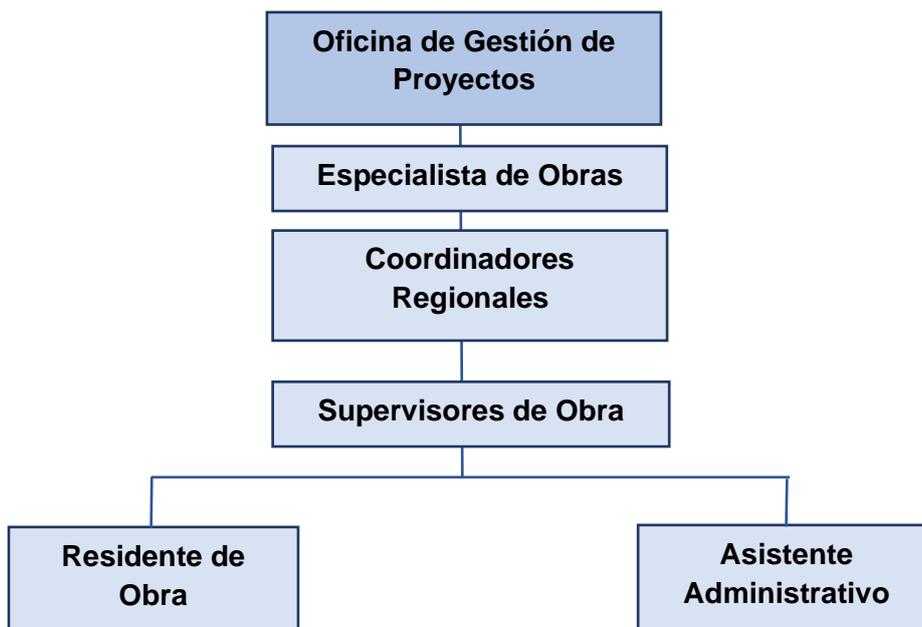 Oficina de Gestión de
Proyectos
Especialista de Obras
Coordinadores
Regionales
Supervisores de Obra
Residente de
Obra
Asistente
Administrativo